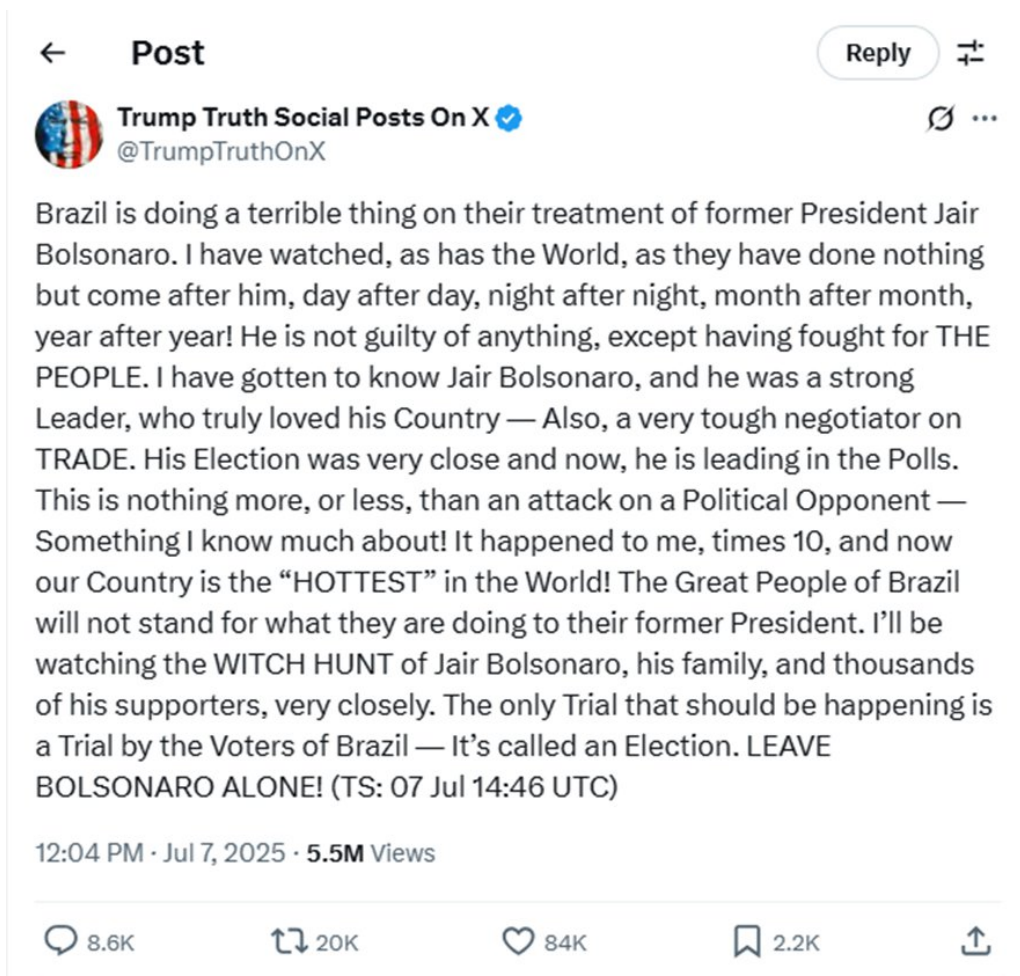 Post
Reply
Trump Truth Social Posts On X
@TrumpTruthOnX
Brazil is doing a terrible thing on their treatment of former President Jair
Bolsonaro. I have watched, as has the World, as they have done nothing
but come after him, day after day, night after night, month after month,
year after year! He is not guilty of anything, except having fought for THE
PEOPLE. I have gotten to know Jair Bolsonaro, and he was a strong
Leader, who truly loved his Country — Also, a very tough negotiator on
TRADE. His Election was very close and now, he is leading in the Polls.
This is nothing more, or less, than an attack on a Political Opponent —
Something I know much about! It happened to me, times 10, and now
our Country is the “HOTTEST” in the World! The Great People of Brazil
will not stand for what they are doing to their former President. I’ll be
watching the WITCH HUNT of Jair Bolsonaro, his family, and thousands
of his supporters, very closely. The only Trial that should be happening is
a Trial by the Voters of Brazil — It’s called an Election. LEAVE
BOLSONARO ALONE! (TS: 07 Jul 14:46 UTC)
12:04 PM · Jul 7, 2025 · 5.5M Views
8.6K 20K 84K 2.2K